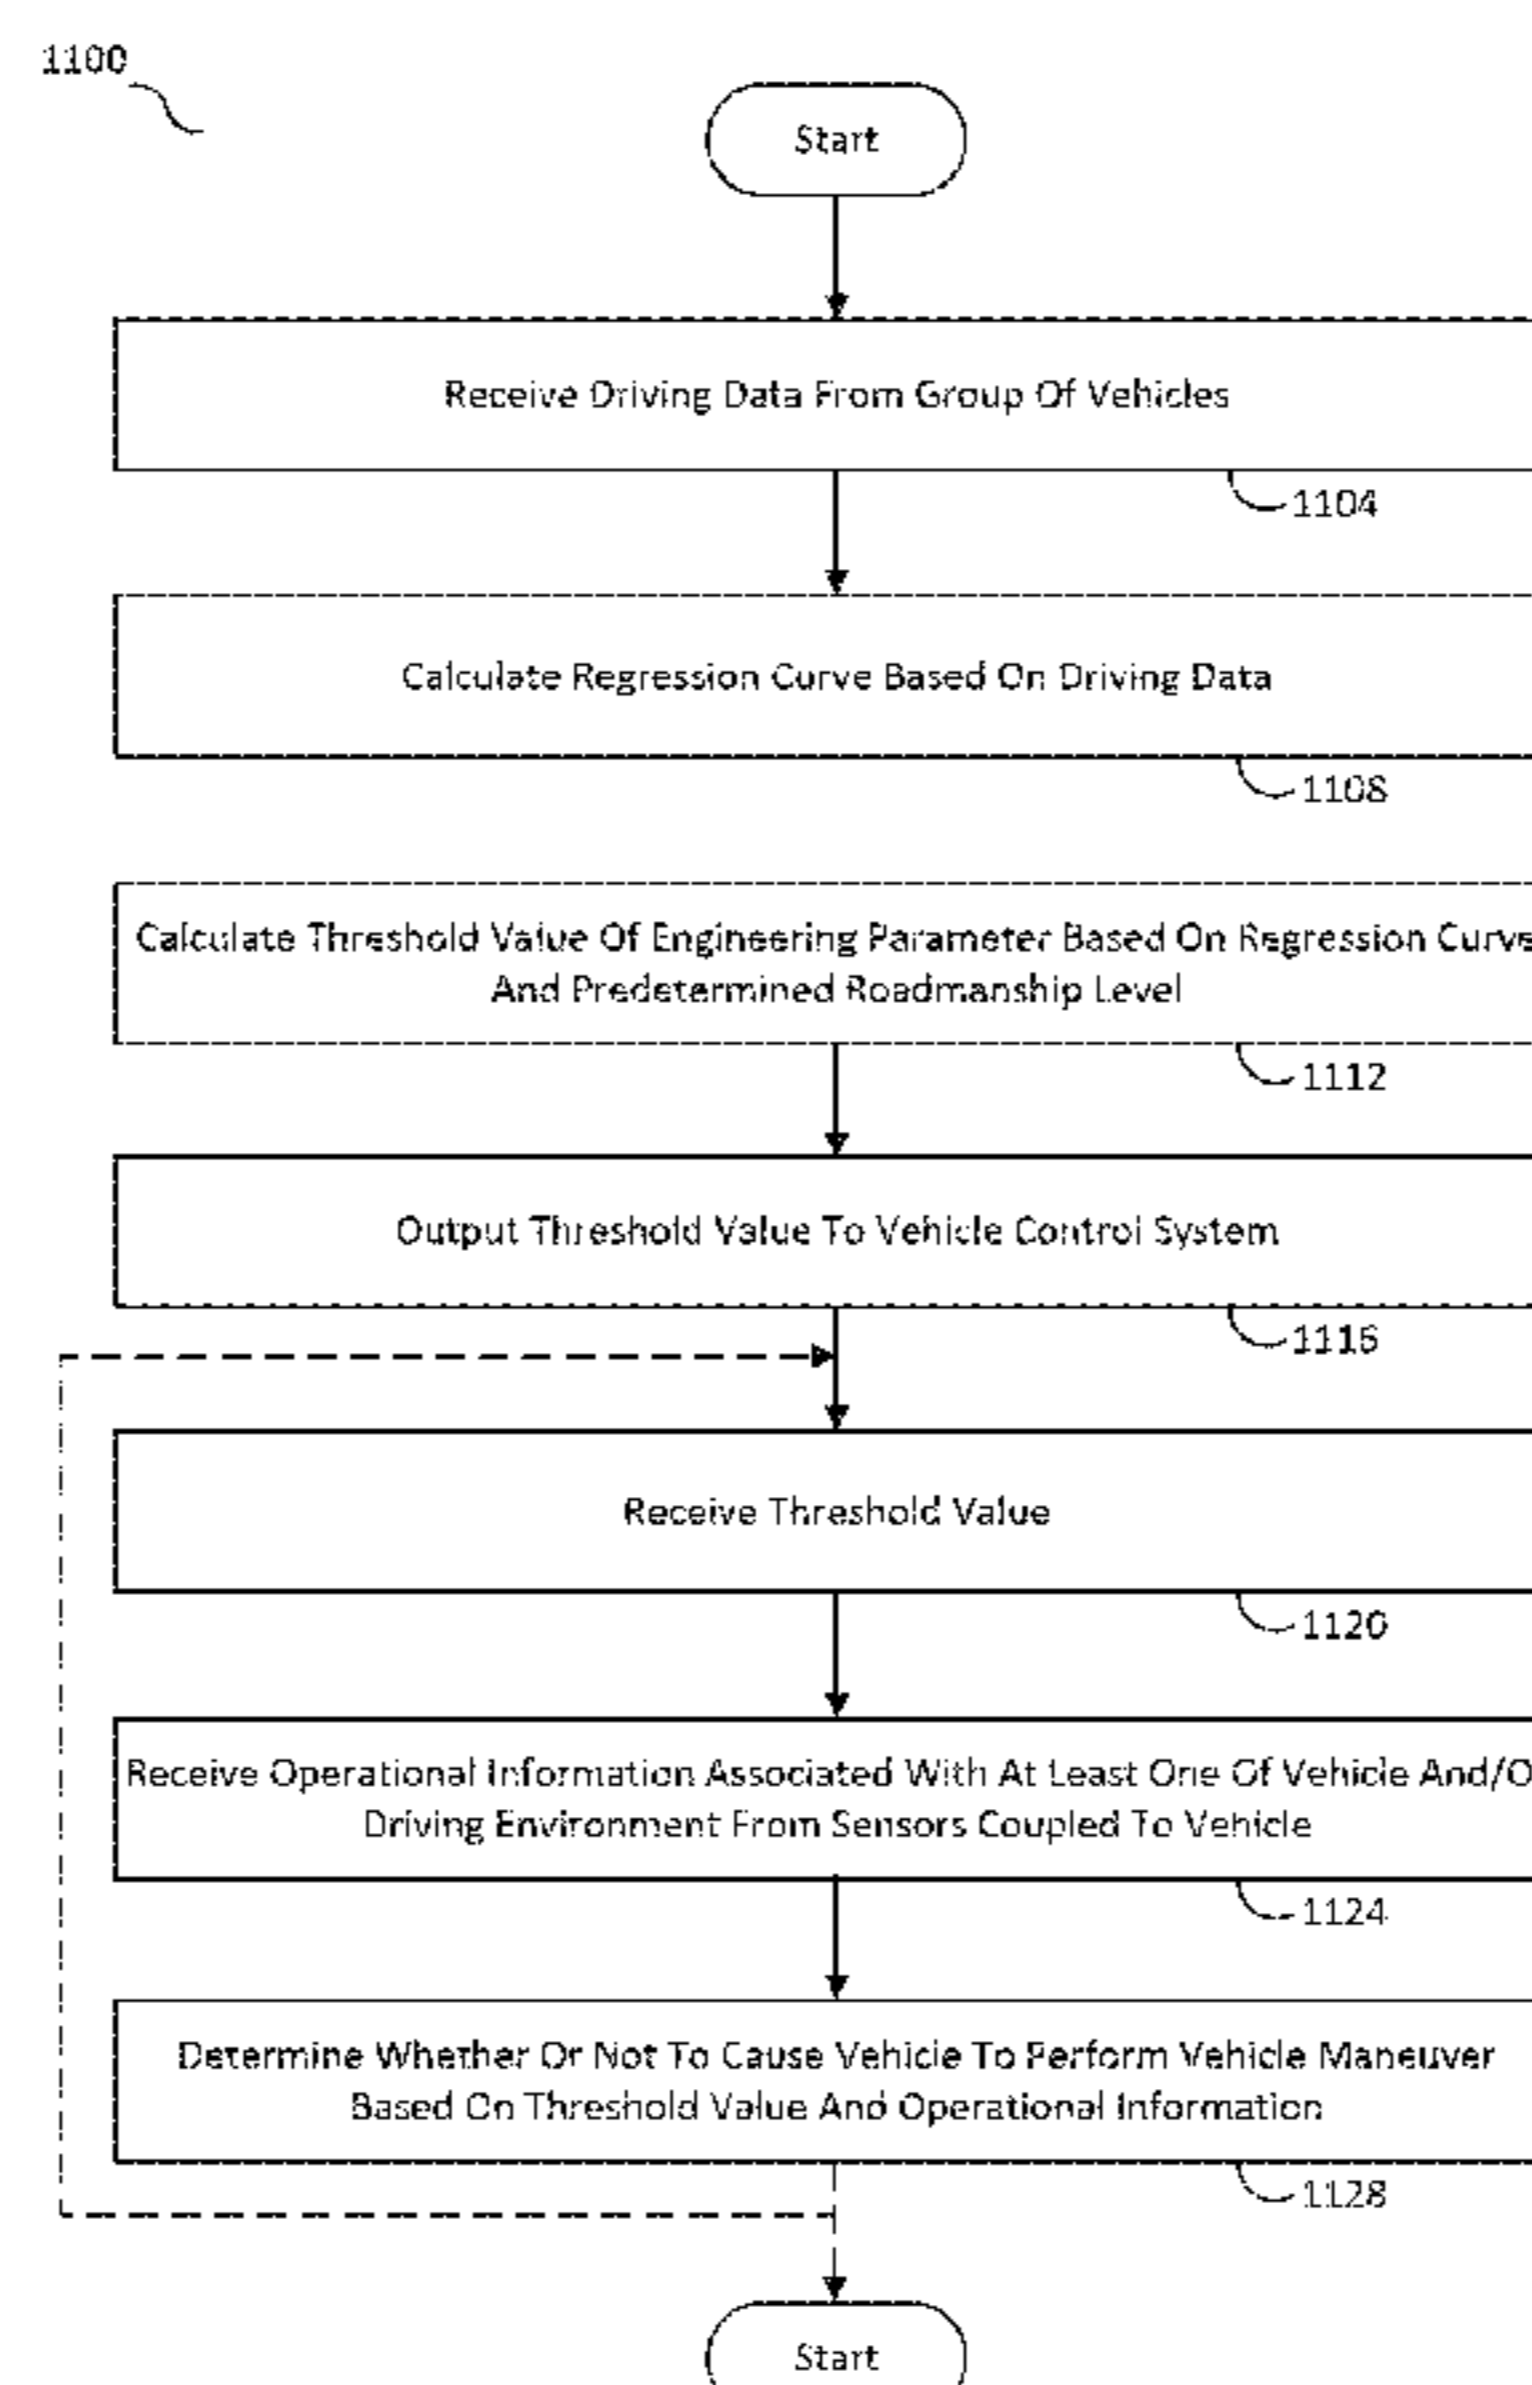 1100
Start
Receive Driving Data From Group Of Vehicles
1104
Calculate Regression Curve Based On Driving Data
1108
Calculate Threshold Value Of Engineering Parameter Based On Regression Curve
And Predetermined Roadmanship Level
1112
Output Threshold Value To Vehicle Control System
1116
Receive Threshold Value
1120
Receive Operational Information Associated With At Least One Of Vehicle And/O
Driving Environment From Sensors Coupled To Vehicle
1124
Determine Whether Or Not To Cause Vehicle To Perform Vehicle Maneuver
Based On Threshold Value And Operational Information
1128
Start